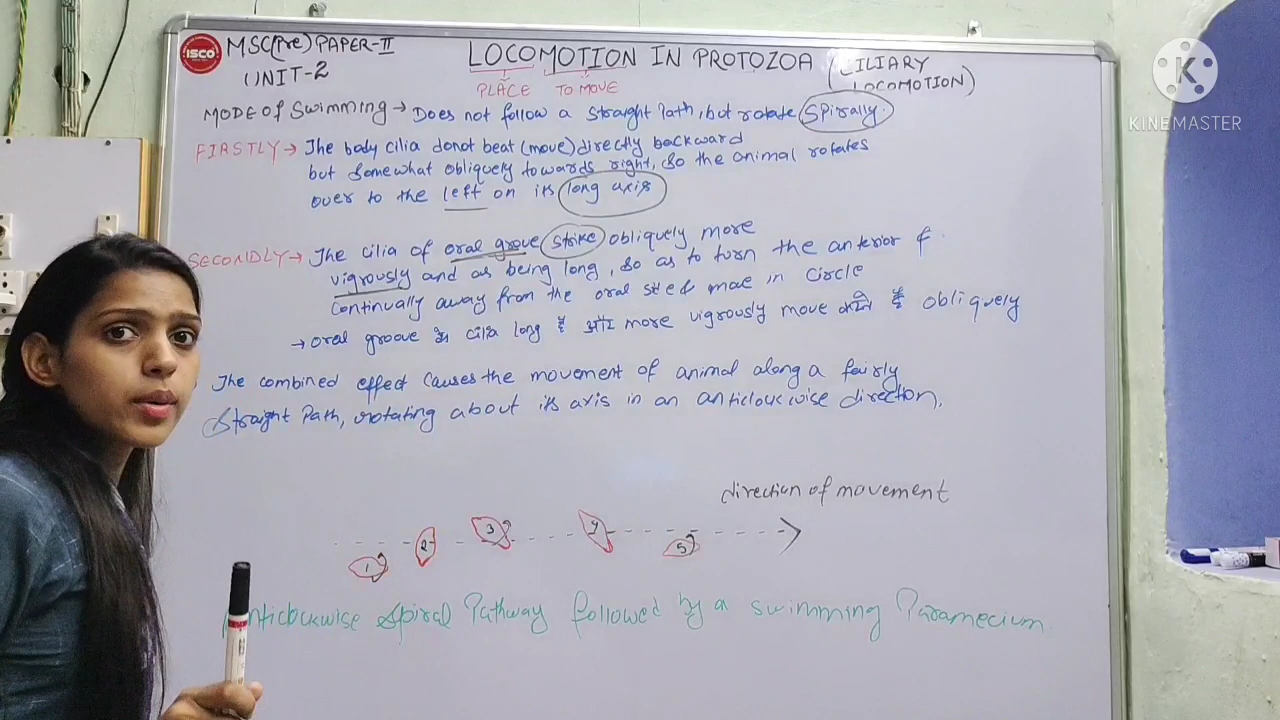 ISCO
MSC(Pre) PAPER-II
UNIT-2
LOCOMOTION IN PROTOZOA (CILIARY LOCOMOTION)
PLACE TO MOVE
K
KINEMASTER
MODE of Swimming → Does not follow a straight Path, but rotate Spirally.
FIRSTLY → The body cilia donot beat (move) directly backward
but somewhat obliquely towards right, so the animal rotates
over to the left on its long axis
SECONDLY → The cilia of oral grove strike obliquely more
vigrously and as being long, so as to turn the anterior
continually away from the oral in circle
→ oral groove के cilia long है और more vigrously move करते है obliquely
The combined effect causes the movement of animal along a fairly
straight Path, rotating about its axis in an anticlockwise direction.
direction of movement
1 2 3 4 5
Anticlockwise Spiral Pathway followed by a swimming Paramecium